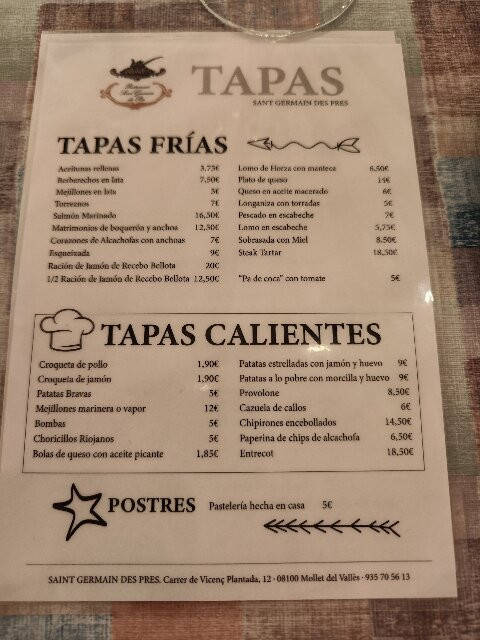 TAPAS
SANT GERMAIN DES PRES
TAPAS FRÍAS
Aceitunas rellenas 3,75€
Berberechos en lata 7,50€
Mejillones en lata 5€
Torreznos 7€
Salmón Marinado 16,50€
Matrimonios de boquerón y anchoa 12,50€
Corazones de Alcachofas con anchoas 7€
Esqueixada 9€
Ración de Jamón de Recebo Bellota 20€
1/2 Ración de Jamón de Recebo Bellota 12,50€
Lomo de Horza con manteca 6,50€
Plato de queso 14€
Queso en aceite macerado 6€
Longaniza con torradas 5€
Pescado en escabeche 7€
Lomo en escabeche 5,75€
Sobrasada con Miel 8,50€
Steak Tartar 18,50€
"Pa de coca" con tomate 5€
TAPAS CALIENTES
Croqueta de pollo 1,90€
Croqueta de jamón 1,90€
Patatas Bravas 5€
Mejillones marinera o vapor 12€
Bombas 5€
Choricillos Riojanos 5€
Bolas de queso con aceite picante 1,85€
Patatas estrelladas con jamón y huevo 9€
Patatas a lo pobre con morcilla y huevo 9€
Provolone 8,50€
Cazuela de callos 6€
Chipirones encebollados 14,50€
Paperina de chips de alcachofa 6,50€
Entrecot 18,50€
POSTRES Pastelería hecha en casa 5€
SAINT GERMAIN DES PRES. Carrer de Vicenç Plantada, 12 · 08100 Mollet del Vallès · 935 70 56 13